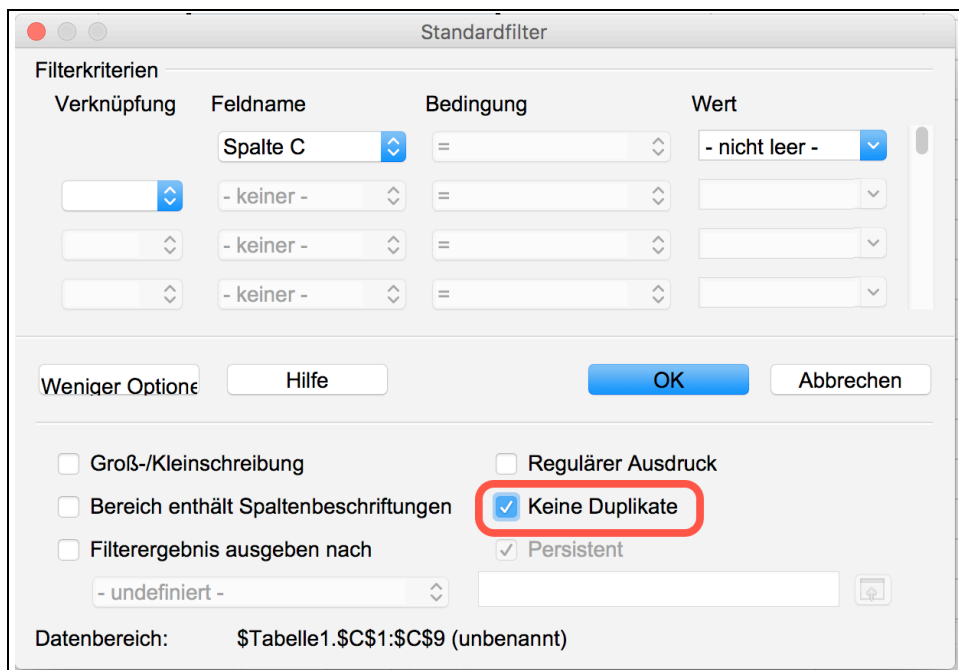 Standardfilter
Filterkriterien
Verknüpfung Feldname Bedingung Wert
Spalte C = - nicht leer -
- keiner - =
- keiner - =
- keiner - =
Weniger Optione Hilfe OK Abbrechen
Groß-/Kleinschreibung Regulärer Ausdruck
Bereich enthält Spaltenbeschriftungen Keine Duplikate
Filterergebnis ausgeben nach Persistent
- undefiniert -
Datenbereich: $Tabelle1.$C$1:$C$9 (unbenannt)